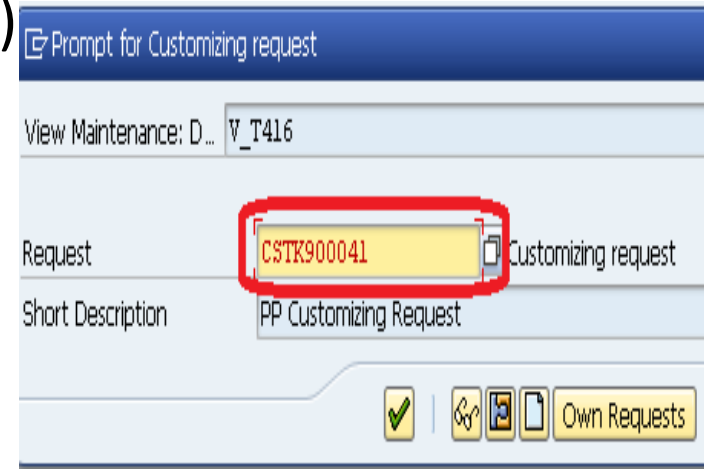 )
Prompt for Customizing request
View Maintenance: D... V_T416
Request CSTK900041 Customizing request
Short Description PP Customizing Request
Own Requests